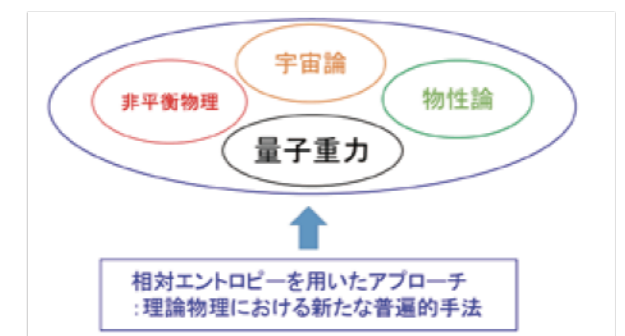 宇宙論
非平衡物理
物性論
量子重力
相対エントロピーを用いたアプローチ
:理論物理における新たな普遍的手法